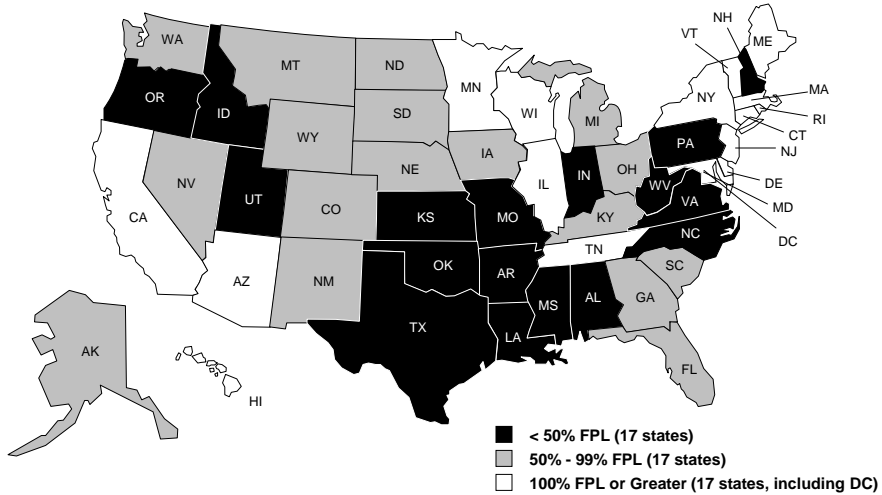 NH
VT
ME
WA
MT
ND
MN
OR
ID
WI
NY
MA
SD
MI
RI
WY
CT
PA
NJ
IA
NE
OH
NV
IL
IN
DE
UT
WV
CO
VA
MD
CA
KS
MO
KY
NC
DC
TN
AZ
NM
OK
AR
SC
MS
AL
GA
TX
LA
AK
FL
HI
< 50% FPL (17 states)
50% - 99% FPL (17 states)
100% FPL or Greater (17 states, including DC)